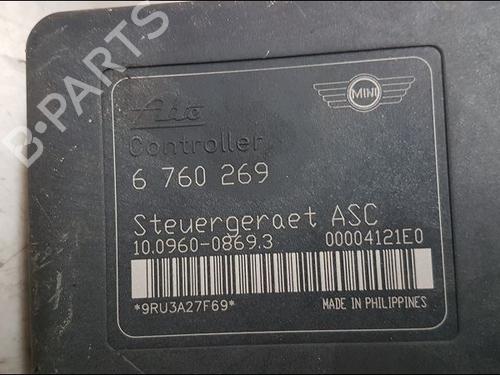 B-PARTS
Ate
MINI
Controller
6 760 269
Steuergeraet ASC
10.0960-0869.3 00004121E0
*9RU3A27F69* MADE IN PHILIPPINES